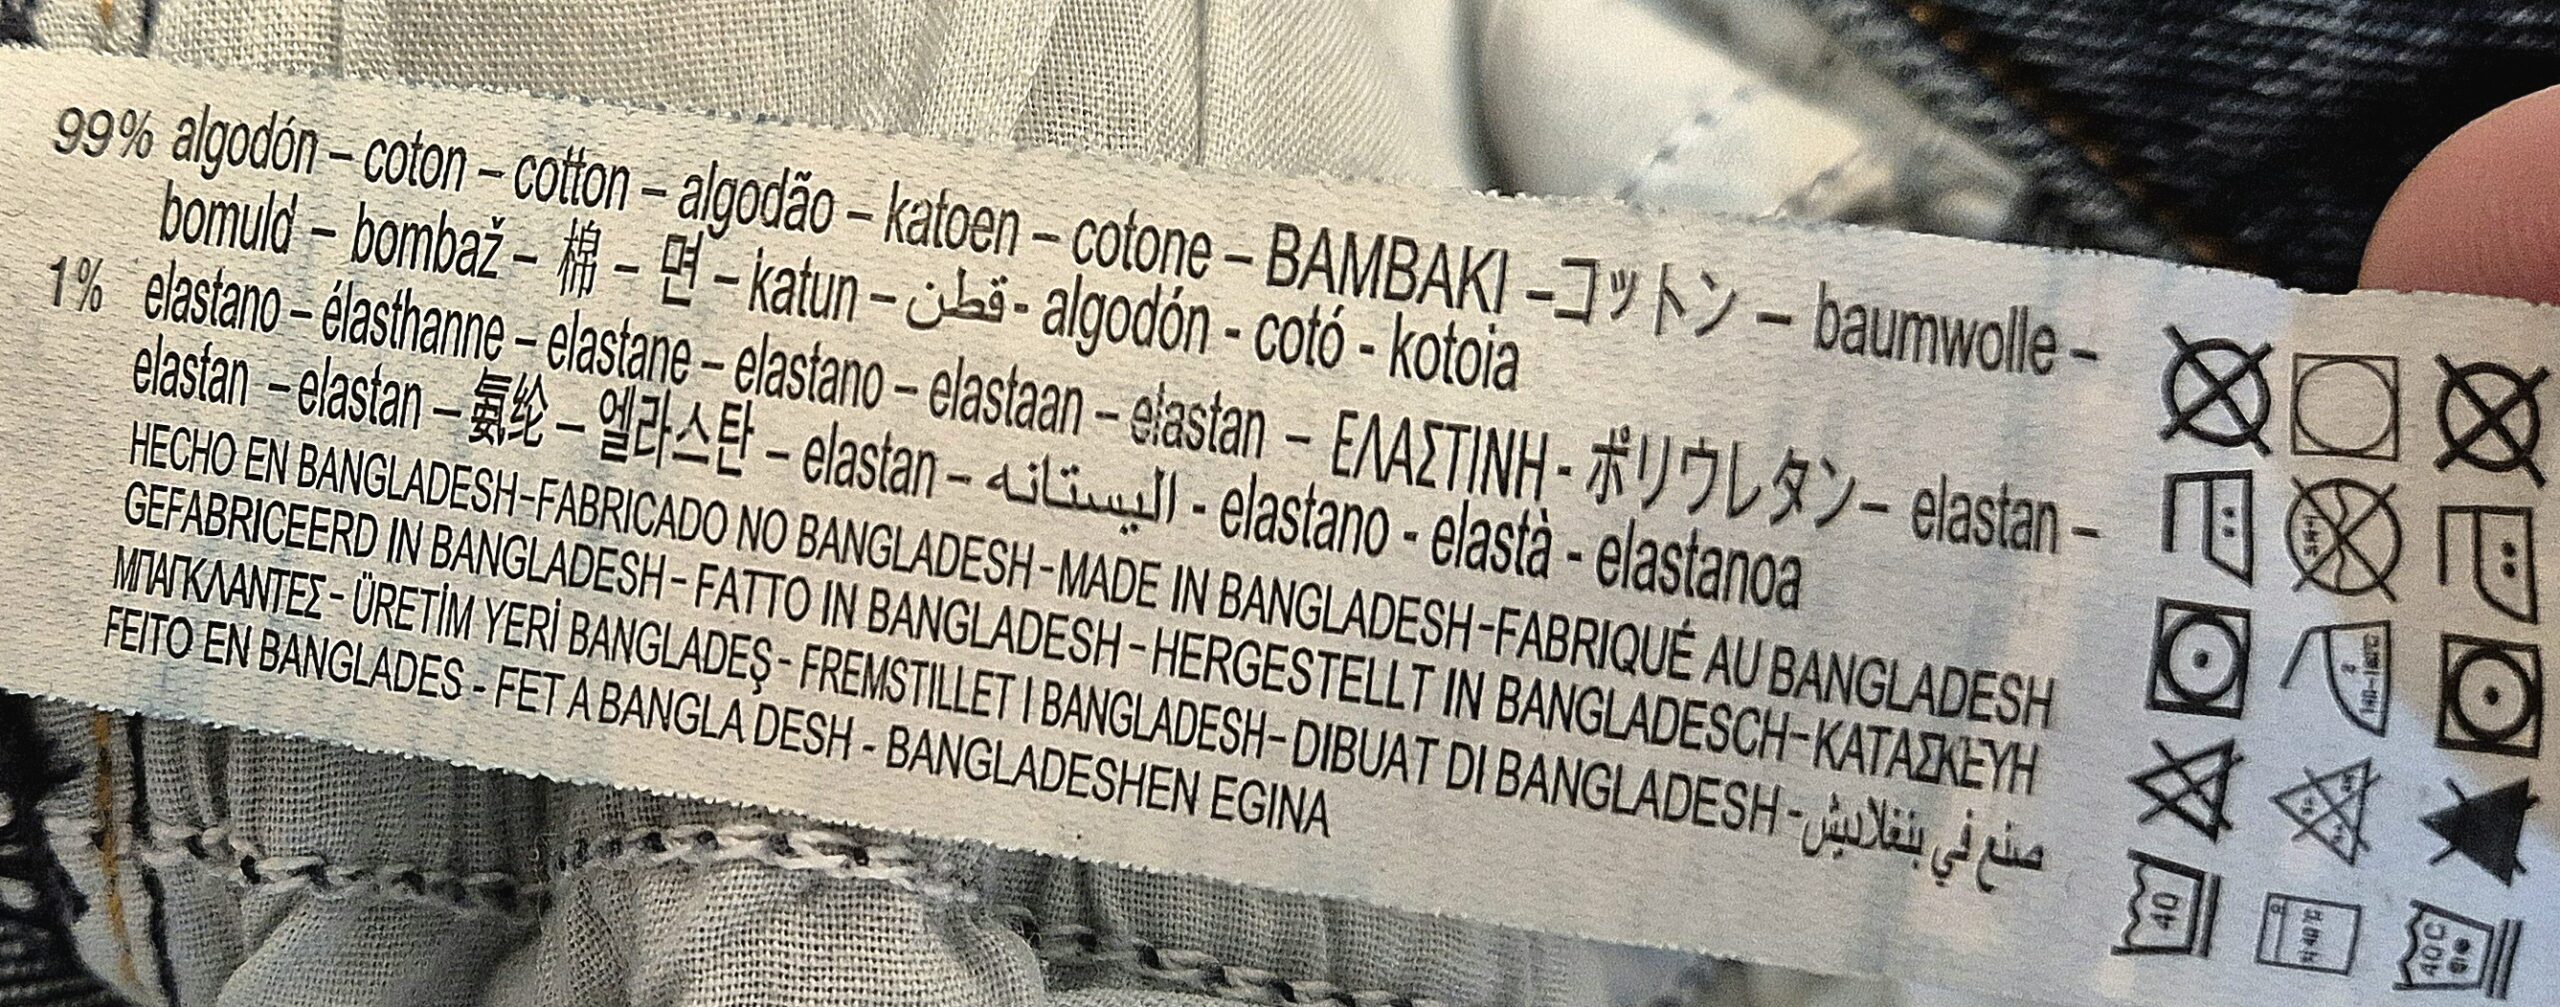 99% algodón – coton – cotton – algodão – katoen – cotone – BAMBAKI – コットン – baumwolle –
bomuld – bombaž – 棉 – 면 – katun – قطن - algodón - cotó - kotoia
1% elastano – élasthanne – elastane – elastano – elastaan – elastan – ΕΛΑΣΤΙΝΗ - ポリウレタン – elastan –
elastan – elastan – 氨纶 – 엘라스탄 – elastan – اليستانه - elastano - elastà - elastanoa
HECHO EN BANGLADESH-FABRICADO NO BANGLADESH-MADE IN BANGLADESH-FABRIQUÉ AU BANGLADESH
GEFABRICEERD IN BANGLADESH - FATTO IN BANGLADESH - HERGESTELLT IN BANGLADESCH-ΚΑΤΑΣΚΕΥΗ
ΜΠΑΓΚΛΑΝΤΕΣ - ÜRETİM YERİ BANGLADEŞ - FREMSTILLET I BANGLADESH- DIBUAT DI BANGLADESH - صنع في بنغلاديش
FEITO EN BANGLADES - FET A BANGLA DESH - BANGLADESHEN EGINA
40
40C